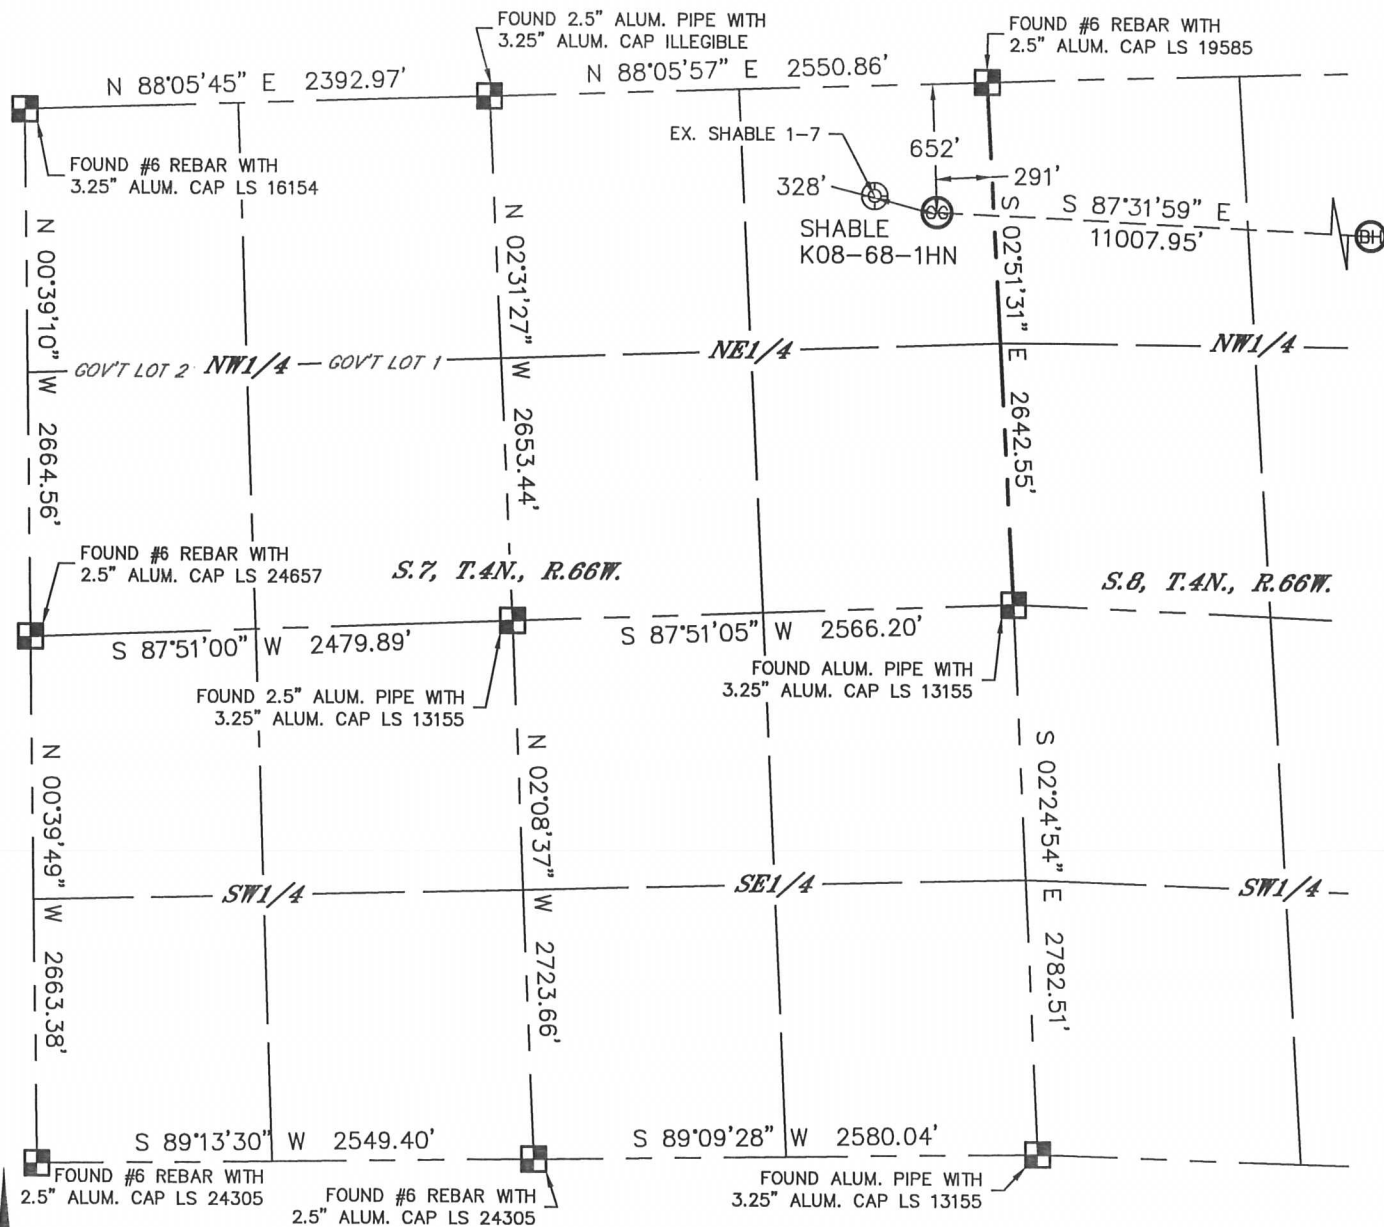 FOUND 2.5" ALUM. PIPE WITH
3.25" ALUM. CAP ILLEGIBLE
FOUND #6 REBAR WITH
2.5" ALUM. CAP LS 19585
N 88°05'45" E 2392.97'
N 88°05'57" E 2550.86'
FOUND #6 REBAR WITH
3.25" ALUM. CAP LS 16154
EX. SHABLE 1-7
652'
328'
291'
SHABLE
K08-68-1HN
OG
S 87°31'59" E
11007.95'
BH
N 00°39'10" W 2664.56'
N 02°31'27" W 2653.44'
S 02°51'31" E 2642.55'
GOV'T LOT 2
NW1/4
GOV'T LOT 1
NE1/4
NW1/4
FOUND #6 REBAR WITH
2.5" ALUM. CAP LS 24657
S.7, T.4N., R.66W.
S.8, T.4N., R.66W.
S 87°51'00" W 2479.89'
S 87°51'05" W 2566.20'
FOUND 2.5" ALUM. PIPE WITH
3.25" ALUM. CAP LS 13155
FOUND ALUM. PIPE WITH
3.25" ALUM. CAP LS 13155
N 00°39'49" W 2663.38'
N 02°08'37" W 2723.66'
S 02°24'54" E 2782.51'
SW1/4
SE1/4
SW1/4
S 89°13'30" W 2549.40'
S 89°09'28" W 2580.04'
FOUND #6 REBAR WITH
2.5" ALUM. CAP LS 24305
FOUND #6 REBAR WITH
2.5" ALUM. CAP LS 24305
FOUND ALUM. PIPE WITH
3.25" ALUM. CAP LS 13155